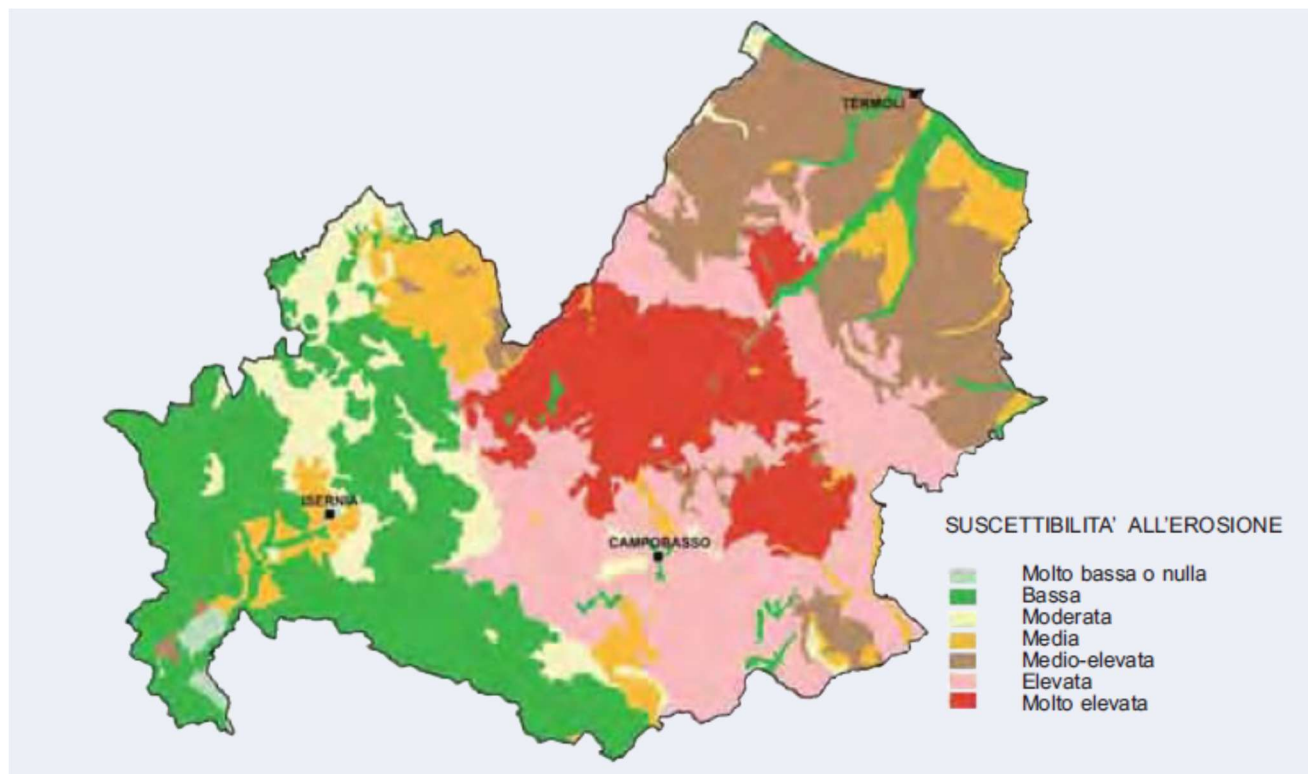 TERMOLI
ISERNIA
CAMPOBASSO
SUSCETTIBILITA' ALL'EROSIONE
Molto bassa o nulla
Bassa
Moderata
Media
Medio-elevata
Elevata
Molto elevata